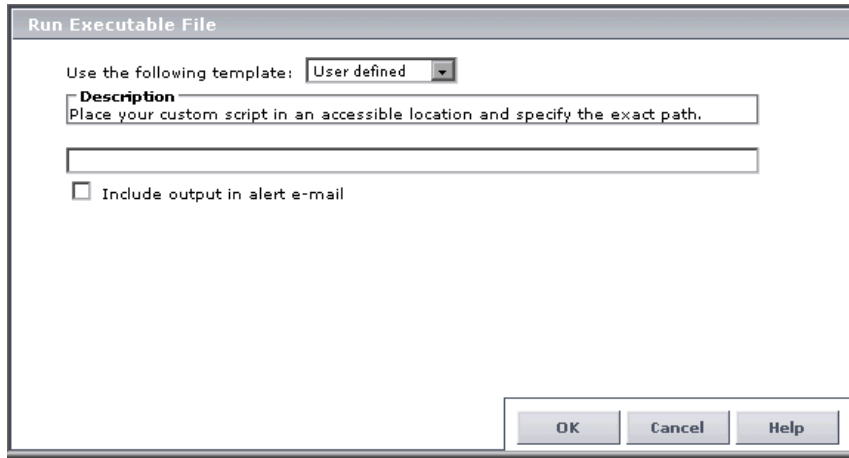 Run Executable File
Use the following template: User defined
Description
Place your custom script in an accessible location and specify the exact path.
Include output in alert e-mail
OK Cancel Help